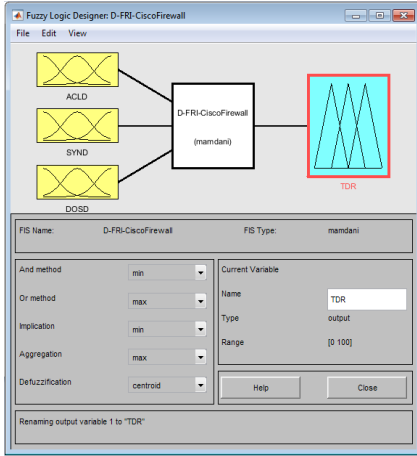 Fuzzy Logic Designer: D-FRI-CiscoFirewall
File Edit View
ACLD
SYND
DOSD
D-FRI-CiscoFirewall
(mamdani)
TDR
FIS Name: D-FRI-CiscoFirewall FIS Type: mamdani
And method min
Or method max
Implication min
Aggregation max
Defuzzification centroid
Current Variable
Name TDR
Type output
Range [0 100]
Help Close
Renaming output variable 1 to "TDR"